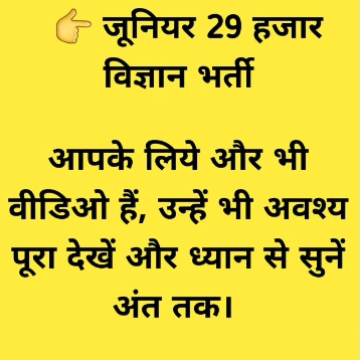 👉 जूनियर 29 हजार
विज्ञान भर्ती
आपके लिये और भी
वीडिओ हैं, उन्हें भी अवश्य
पूरा देखें और ध्यान से सुनें
अंत तक।